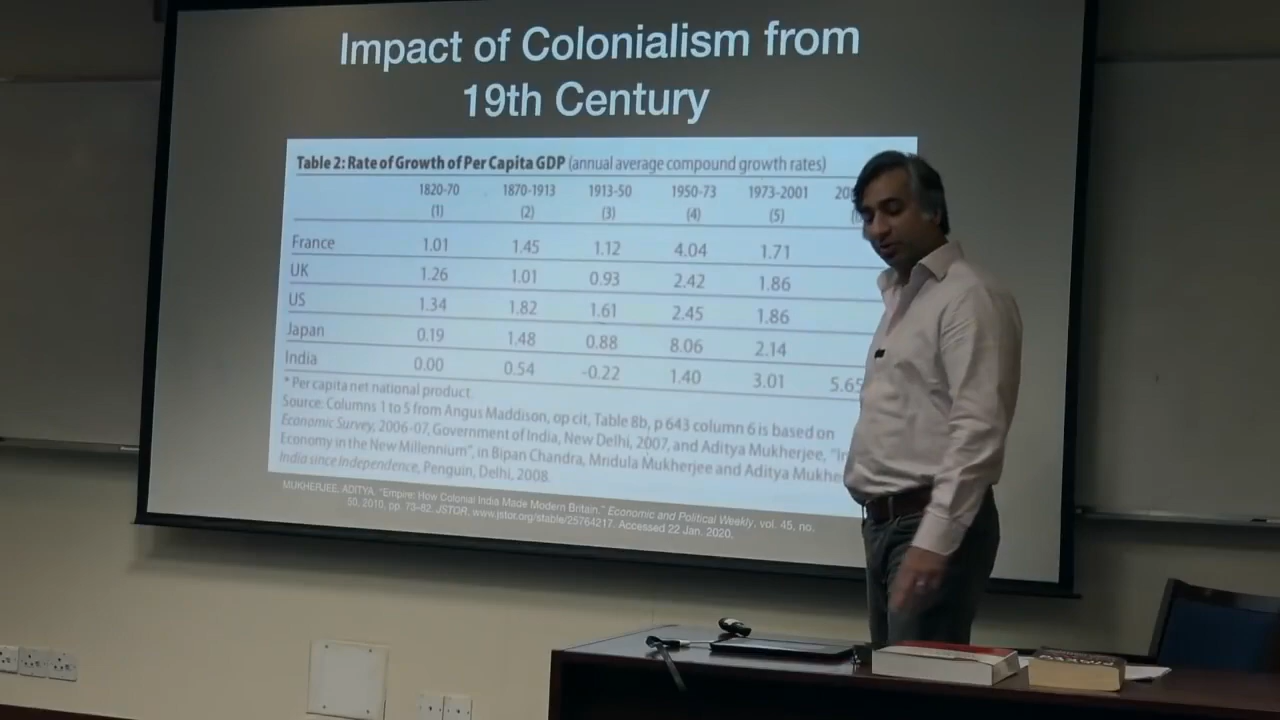 Impact of Colonialism from
19th Century
Table 2: Rate of Growth of Per Capita GDP (annual average compound growth rates)
1820-70 1870-1913 1913-50 1950-73 1973-2001
(1) (2) (3) (4) (5)
France 1.01 1.45 1.12 4.04 1.71
UK 1.26 1.01 0.93 2.42 1.86
US 1.34 1.82 1.61 2.45 1.86
Japan 0.19 1.48 0.88 8.06 2.14
India 0.00 0.54 -0.22 1.40 3.01 5.65
* Per capita net national product.
Source: Columns 1 to 5 from Angus Maddison, op cit, Table 8b, p 643 column 6 is based on
Economic Survey, 2006-07, Government of India, New Delhi, 2007, and Aditya Mukherjee,
Economy in the New Millennium", in Bipan Chandra, Mridula Mukherjee and Aditya
India since Independence, Penguin, Delhi, 2008.
MUKHERJEE, ADITYA. "Empire: How Colonial India Made Modern Britain." Economic and Political Weekly, vol. 45, no.
50, 2010, pp. 73–82. JSTOR, www.jstor.org/stable/25764217. Accessed 22 Jan. 2020.